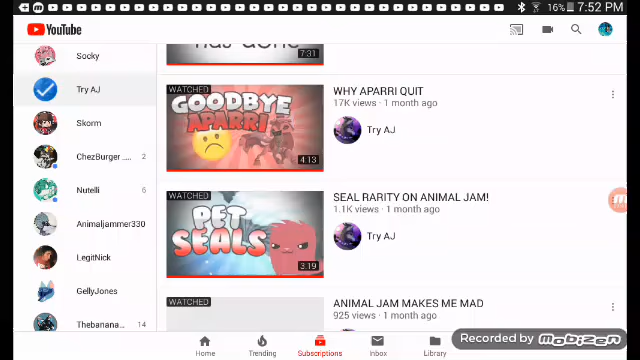 16% 7:52 PM
YouTube
Socky
Try AJ
Skorm
ChezBurger ....
2
Nutelli
6
Animaljammer330
LegitNick
GellyJones
Thebanana...
14
has done
7:31
WATCHED
GOODBYE
APARRI
4:13
WHY APARRI QUIT
17K views · 1 month ago
Try AJ
WATCHED
PET
SEALS
3:19
SEAL RARITY ON ANIMAL JAM!
1.1K views · 1 month ago
Try AJ
WATCHED
ANIMAL JAM MAKES ME MAD
925 views · 1 month ago
Home
Trending
Subscriptions
Inbox
Library
Recorded by
mobizen